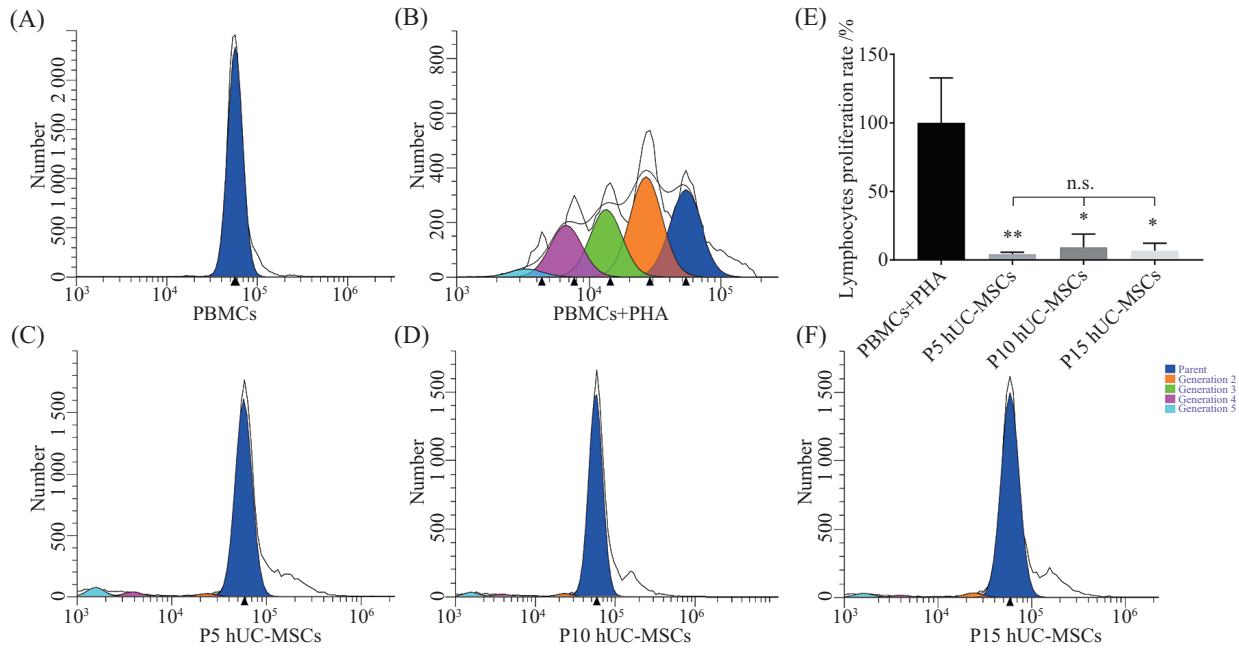 (A)
Number
0
500
1 000
1 500
2 000
10³ 10⁴ 10⁵ 10⁶
PBMCs
(B)
Number
0
200
400
600
800
10³ 10⁴ 10⁵
PBMCs+PHA
(E)
Lymphocytes proliferation rate /%
150
100
50
0
**
*
*
n.s.
PBMCs+PHA
P5 hUC-MSCs
P10 hUC-MSCs
P15 hUC-MSCs
(C)
Number
0
500
1 000
1 500
10³ 10⁴ 10⁵ 10⁶
P5 hUC-MSCs
(D)
Number
0
500
1 000
1 500
10³ 10⁴ 10⁵ 10⁶
P10 hUC-MSCs
(F)
Number
0
500
1 000
1 500
10³ 10⁴ 10⁵ 10⁶
P15 hUC-MSCs
Parent
Generation 2
Generation 3
Generation 4
Generation 5